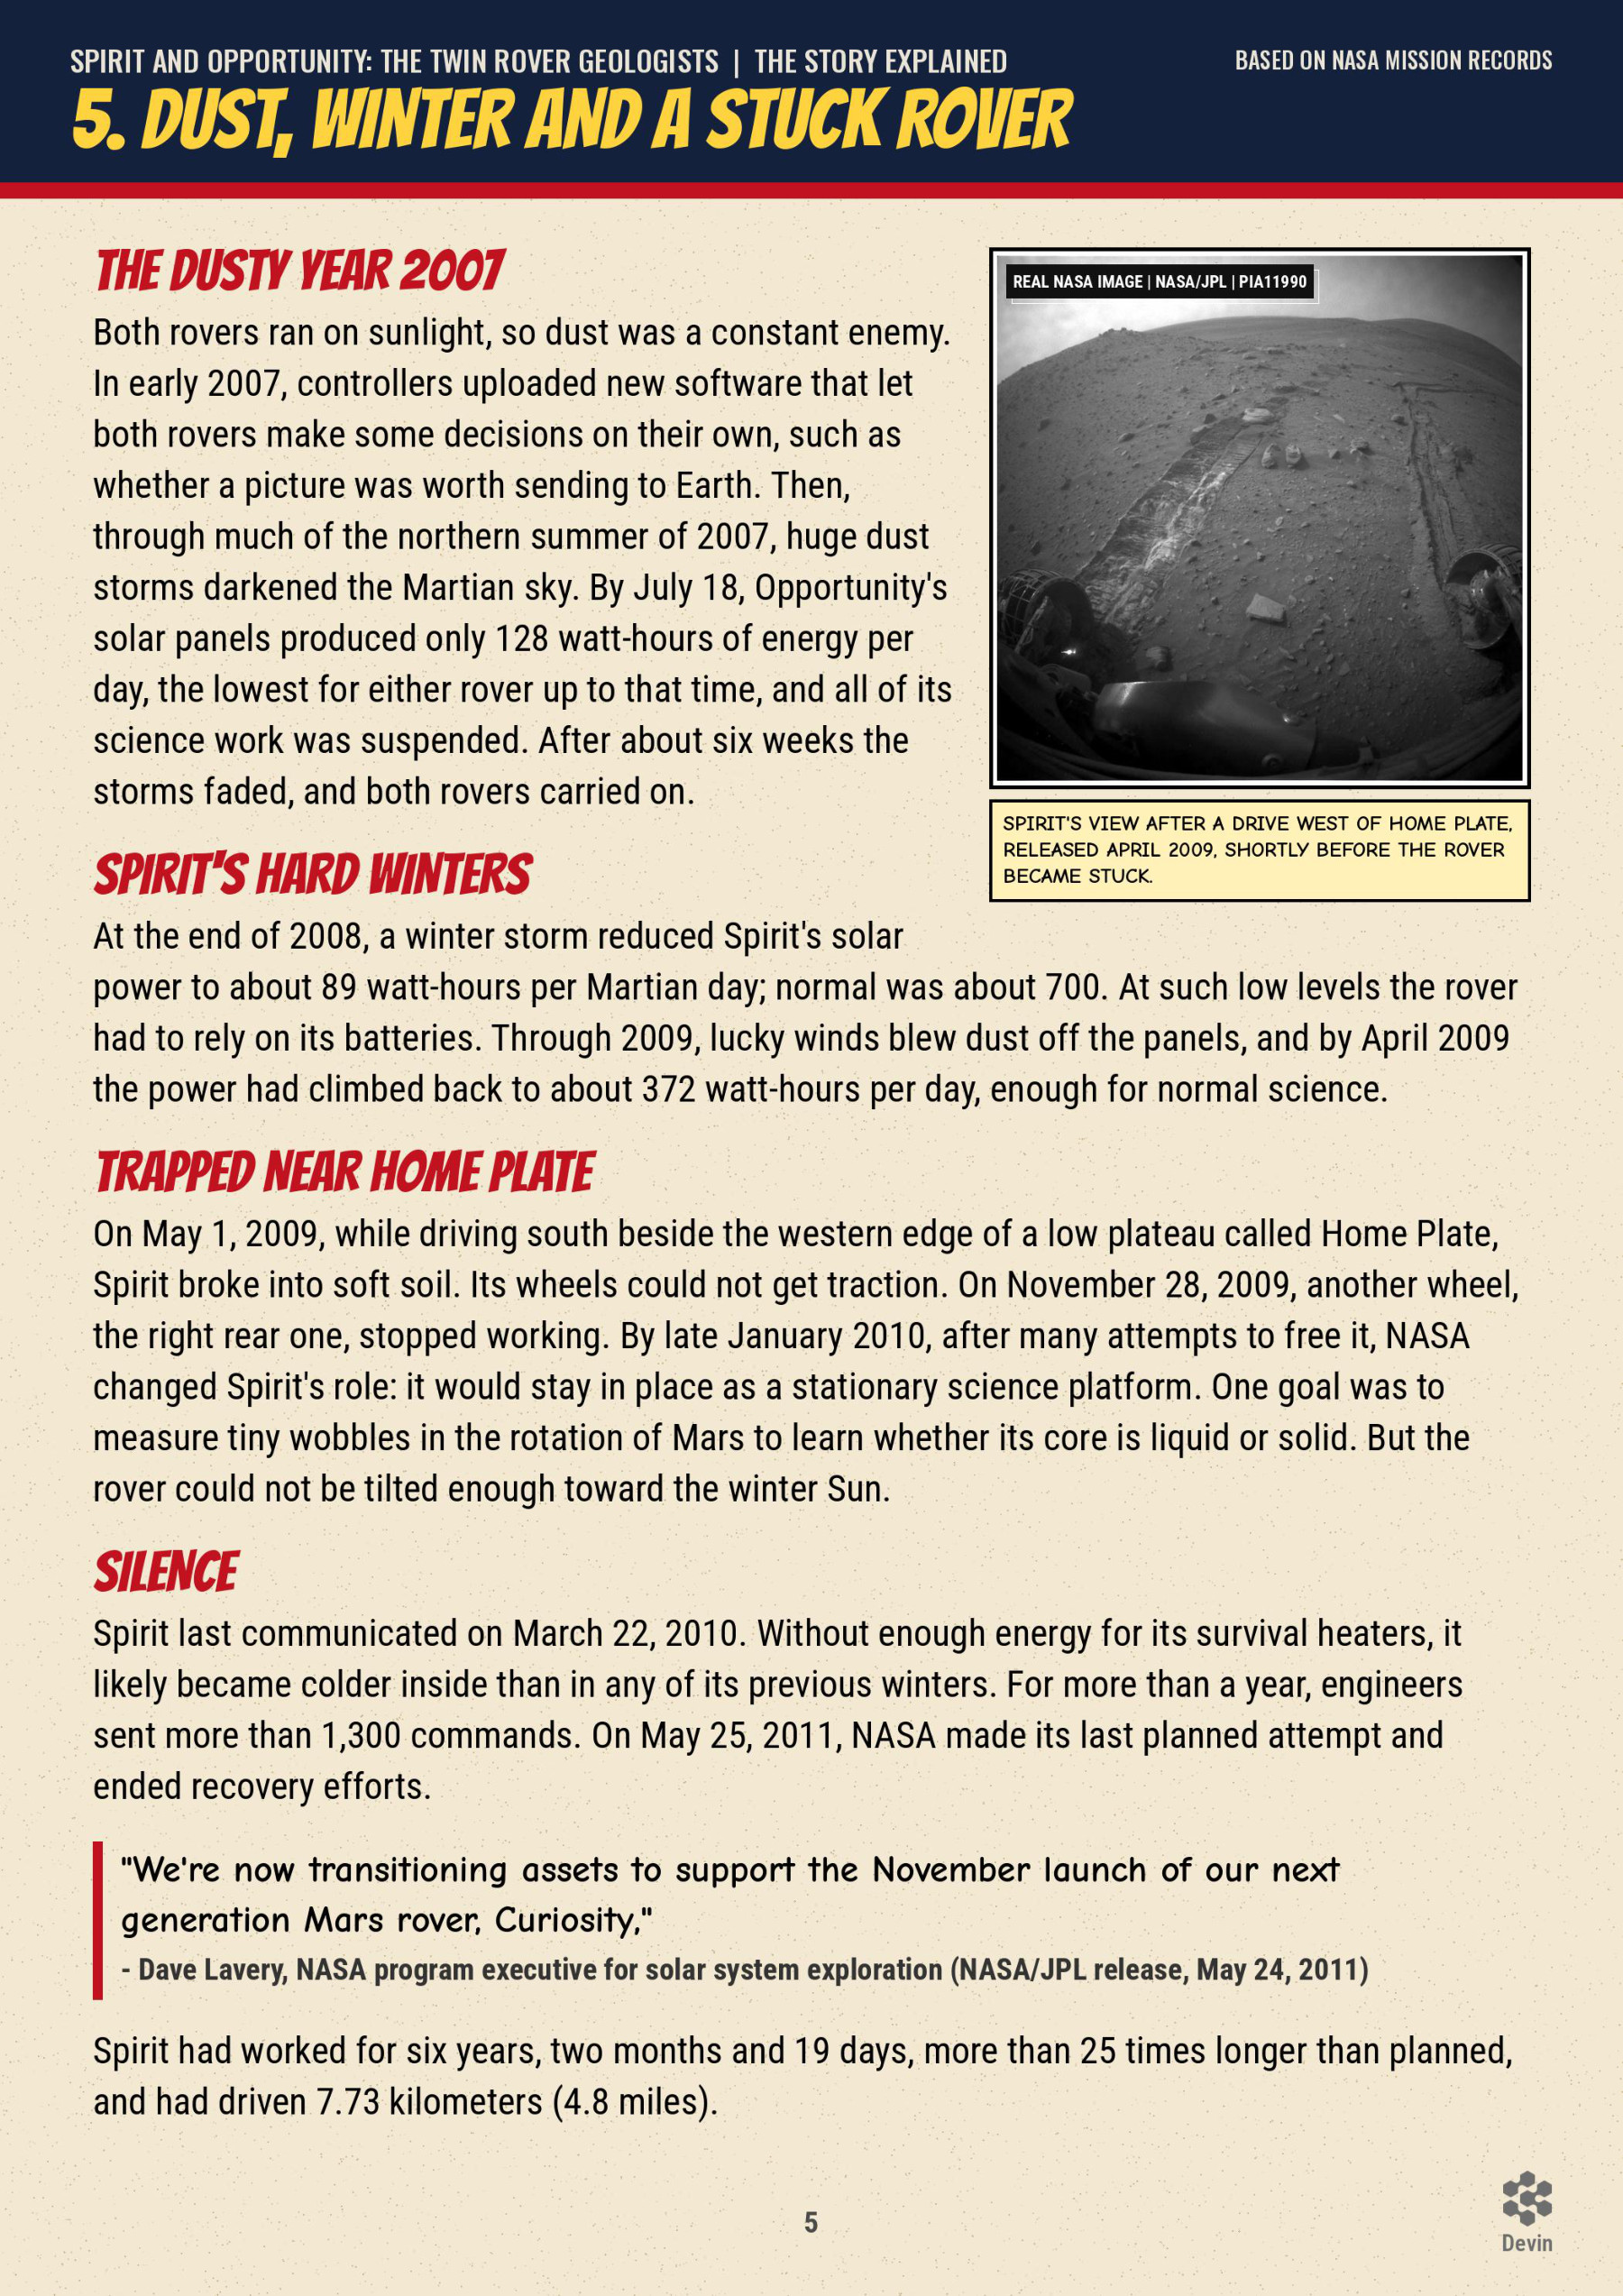 SPIRIT AND OPPORTUNITY: THE TWIN ROVER GEOLOGISTS | THE STORY EXPLAINED
BASED ON NASA MISSION RECORDS
5. DUST, WINTER AND A STUCK ROVER
THE DUSTY YEAR 2007
Both rovers ran on sunlight, so dust was a constant enemy.
In early 2007, controllers uploaded new software that let
both rovers make some decisions on their own, such as
whether a picture was worth sending to Earth. Then,
through much of the northern summer of 2007, huge dust
storms darkened the Martian sky. By July 18, Opportunity's
solar panels produced only 128 watt-hours of energy per
day, the lowest for either rover up to that time, and all of its
science work was suspended. After about six weeks the
storms faded, and both rovers carried on.
REAL NASA IMAGE | NASA/JPL | PIA11990
SPIRIT'S VIEW AFTER A DRIVE WEST OF HOME PLATE,
RELEASED APRIL 2009, SHORTLY BEFORE THE ROVER
BECAME STUCK.
SPIRIT'S HARD WINTERS
At the end of 2008, a winter storm reduced Spirit's solar
power to about 89 watt-hours per Martian day; normal was about 700. At such low levels the rover
had to rely on its batteries. Through 2009, lucky winds blew dust off the panels, and by April 2009
the power had climbed back to about 372 watt-hours per day, enough for normal science.
TRAPPED NEAR HOME PLATE
On May 1, 2009, while driving south beside the western edge of a low plateau called Home Plate,
Spirit broke into soft soil. Its wheels could not get traction. On November 28, 2009, another wheel,
the right rear one, stopped working. By late January 2010, after many attempts to free it, NASA
changed Spirit's role: it would stay in place as a stationary science platform. One goal was to
measure tiny wobbles in the rotation of Mars to learn whether its core is liquid or solid. But the
rover could not be tilted enough toward the winter Sun.
SILENCE
Spirit last communicated on March 22, 2010. Without enough energy for its survival heaters, it
likely became colder inside than in any of its previous winters. For more than a year, engineers
sent more than 1,300 commands. On May 25, 2011, NASA made its last planned attempt and
ended recovery efforts.
"We're now transitioning assets to support the November launch of our next
generation Mars rover, Curiosity,"
- Dave Lavery, NASA program executive for solar system exploration (NASA/JPL release, May 24, 2011)
Spirit had worked for six years, two months and 19 days, more than 25 times longer than planned,
and had driven 7.73 kilometers (4.8 miles).
5
Devin